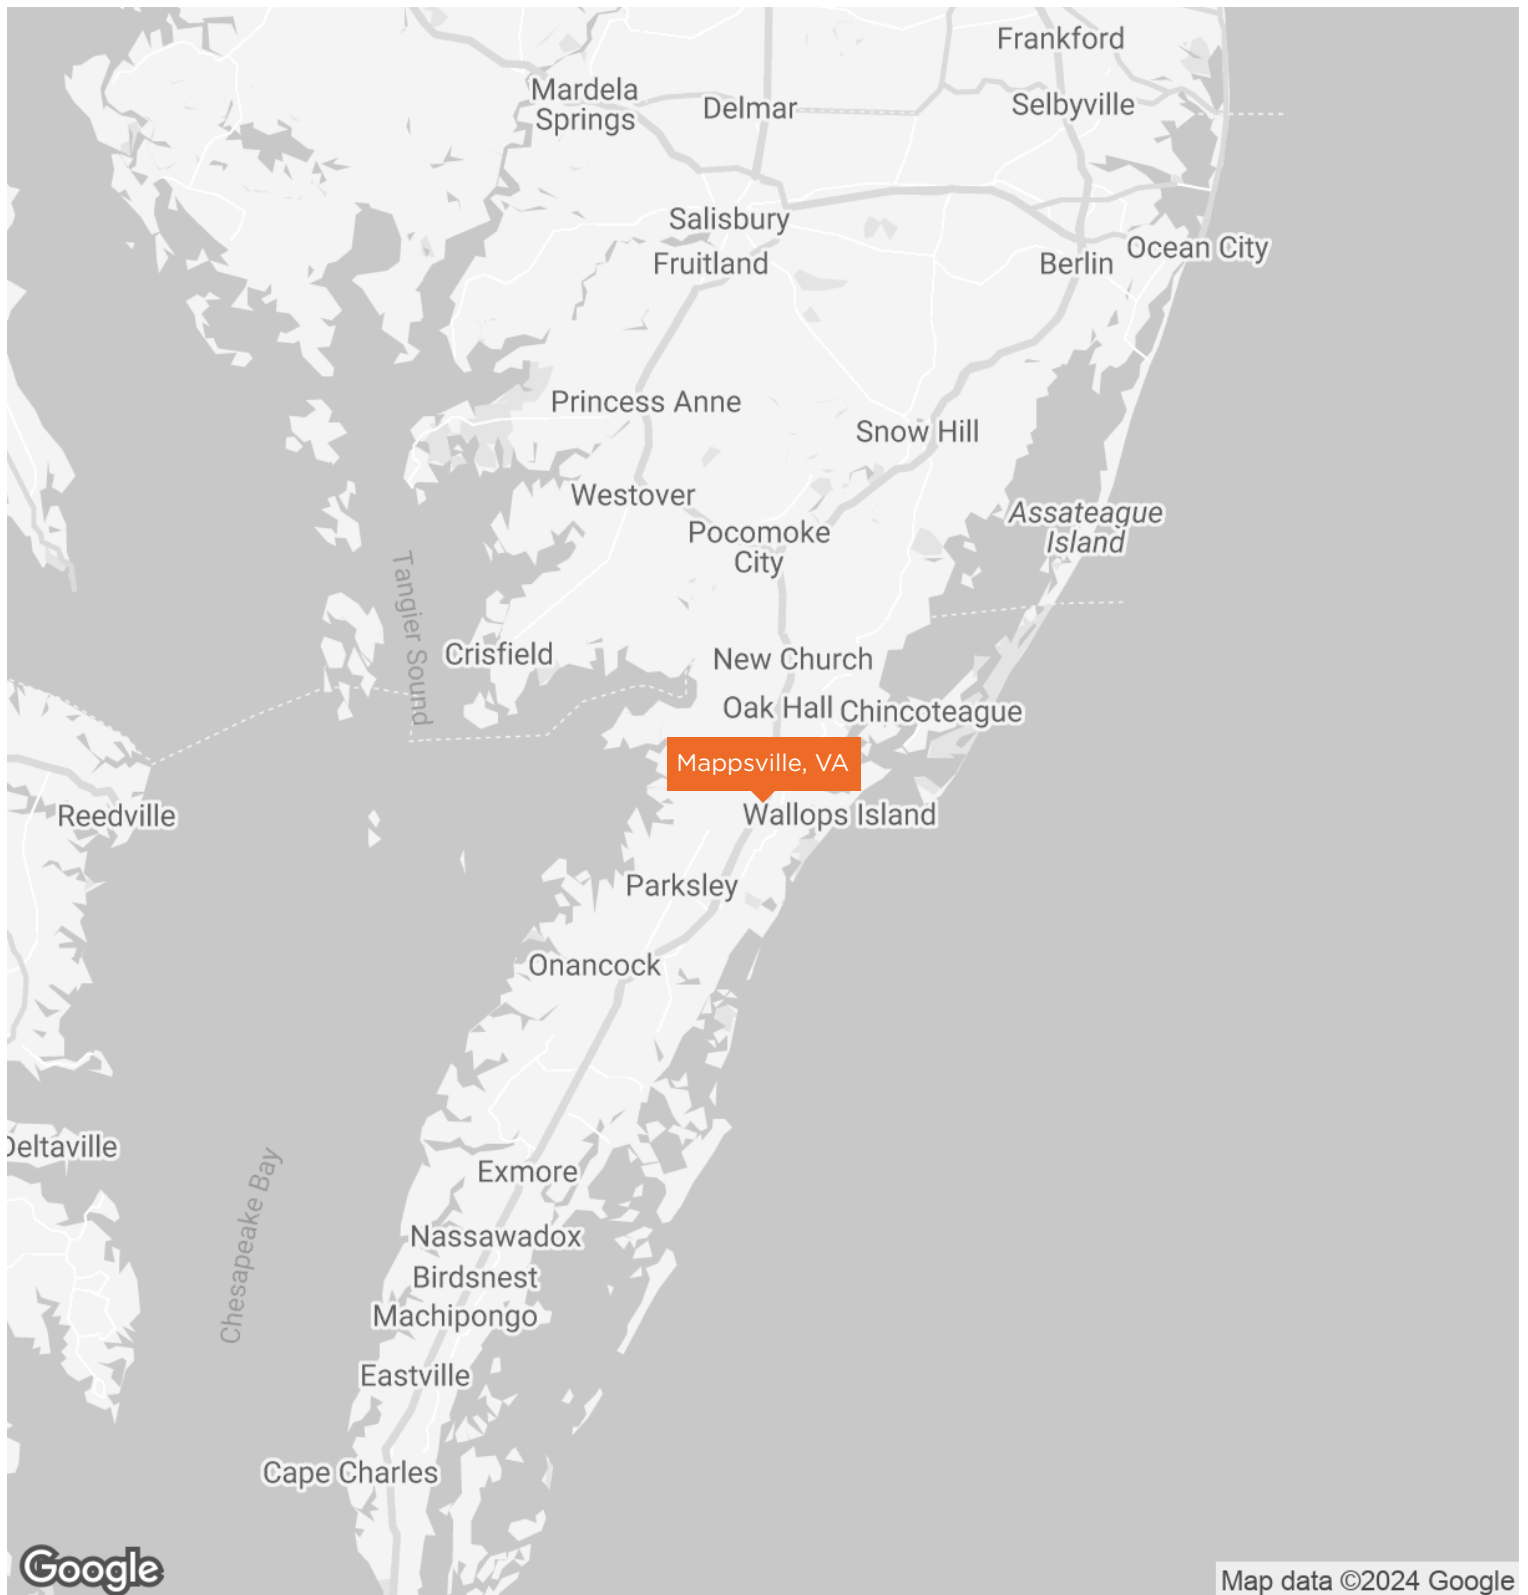 Frankford
Mardela
Springs
Delmar
Selbyville
Salisbury
Fruitland
Berlin
Ocean City
Princess Anne
Snow Hill
Westover
Pocomoke
City
Assateague
Island
Tangier Sound
Crisfield
New Church
Oak Hall
Chincoteague
Mappsville, VA
Reedville
Wallops Island
Parksley
Onancock
Deltaville
Chesapeake Bay
Exmore
Nassawadox
Birdsnest
Machipongo
Eastville
Cape Charles
Google
Map data ©2024 Google